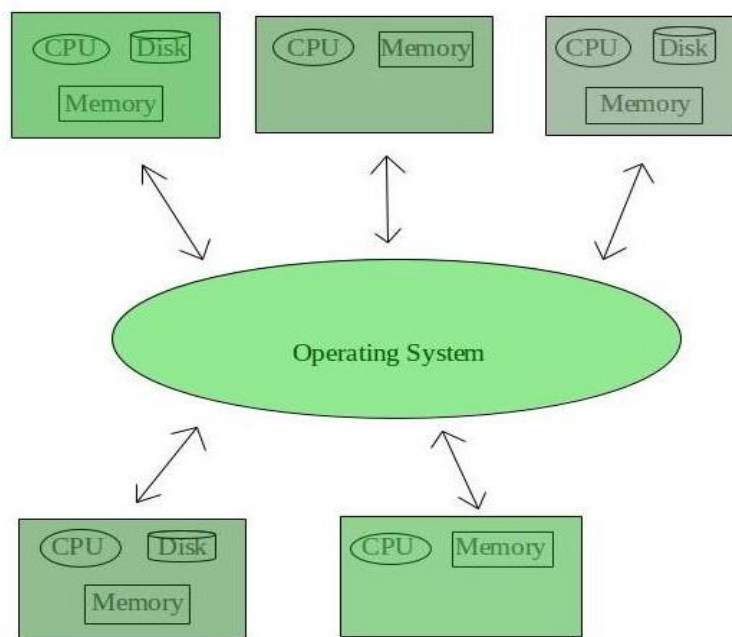 CPU Disk
Memory
CPU Memory
CPU Disk
Memory
Operating System
CPU Disk
Memory
CPU Memory